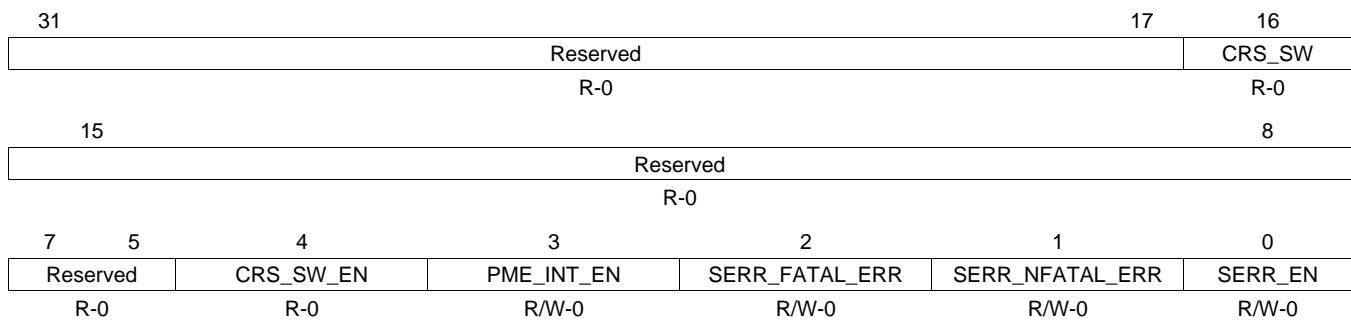 31 17 16
Reserved CRS_SW
R-0 R-0
15 8
Reserved
R-0
7 5 4 3 2 1 0
Reserved CRS_SW_EN PME_INT_EN SERR_FATAL_ERR SERR_NFATAL_ERR SERR_EN
R-0 R-0 R/W-0 R/W-0 R/W-0 R/W-0